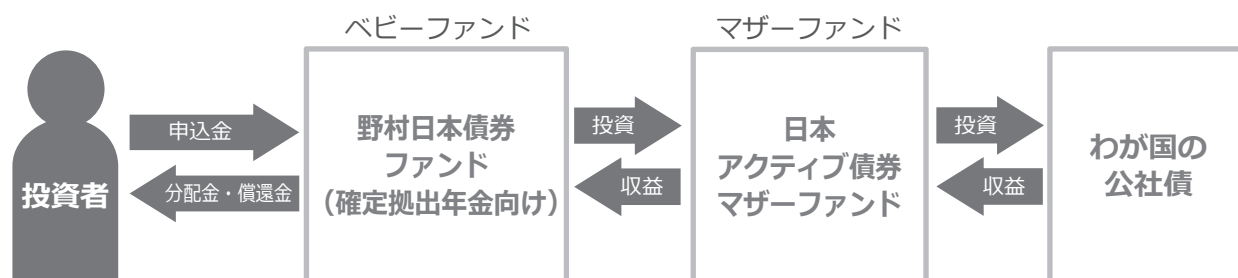 ベビーファンド
マザーファンド
投資者
申込金
分配金・償還金
野村日本債券
ファンド
（確定拠出年金向け）
投資
収益
日本
アクティブ債券
マザーファンド
投資
収益
わが国の
公社債